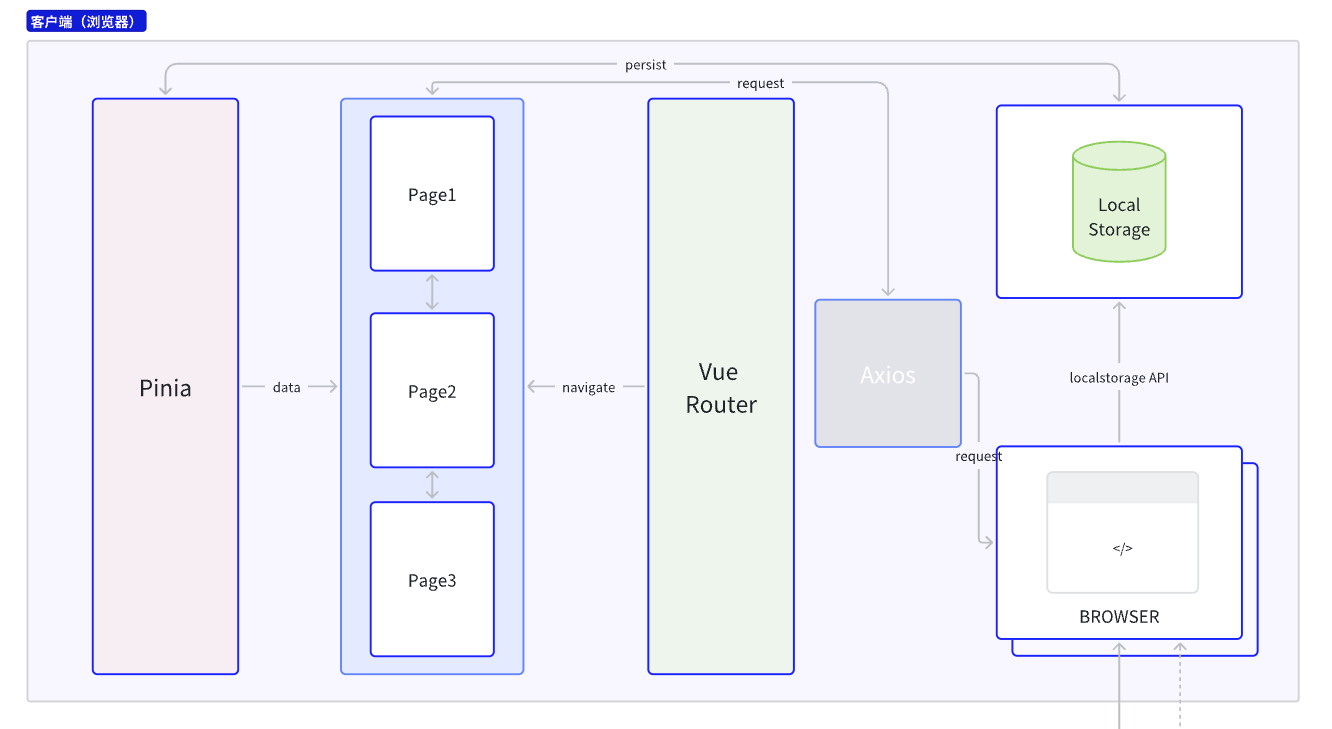 客户端（浏览器）
persist
request
Page1
Local
Storage
Pinia
data
Page2
navigate
Vue
Router
Axios
localstorage API
request
Page3
</>
BROWSER